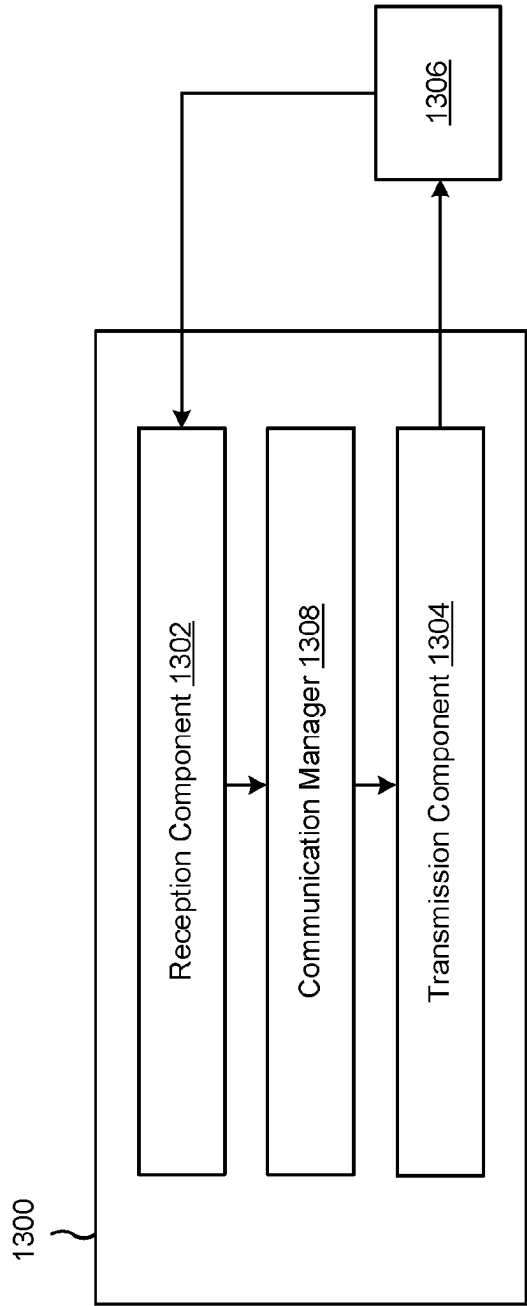 1300
Reception Component 1302
Communication Manager 1308
Transmission Component 1304
1306